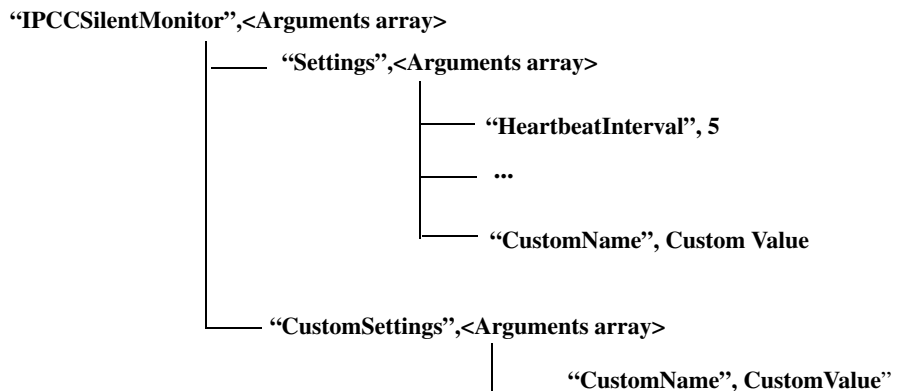 “IPCCSilentMonitor”,<Arguments array>
“Settings”,<Arguments array>
“HeartbeatInterval”, 5
...
“CustomName”, Custom Value
“CustomSettings”,<Arguments array>
“CustomName”, CustomValue”